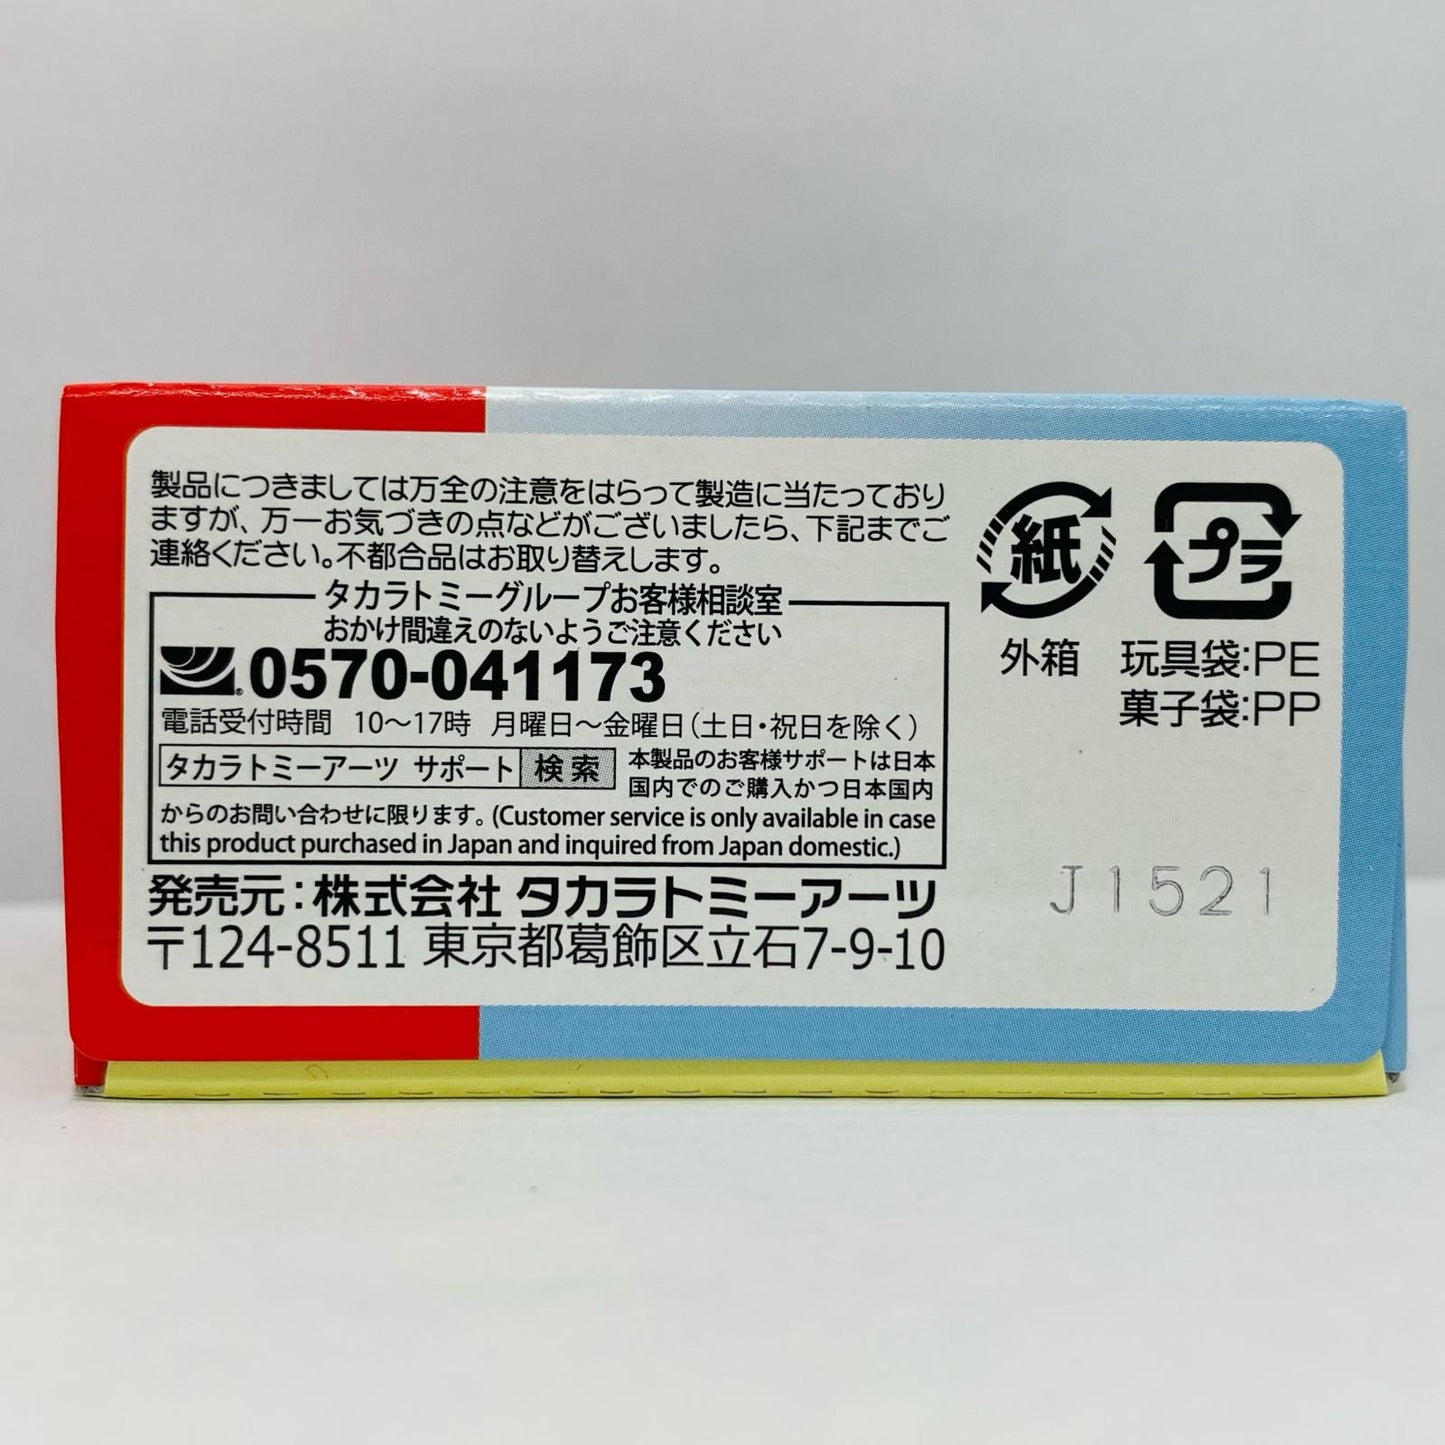 製品につきましては万全の注意をはらって製造に当たっており
ますが、万一お気づきの点などがございましたら、下記までご
連絡ください。不都合品はお取り替えします。
タカラトミーグループお客様相談室
おかけ間違えのないようご注意ください
0570-041173
電話受付時間 10～17時 月曜日～金曜日(土日・祝日を除く)
タカラトミーアーツ サポート 検索
本製品のお客様サポートは日本
国内でのご購入かつ日本国内
からのお問い合わせに限ります。(Customer service is only available in case
this product purchased in Japan and inquired from Japan domestic.)
発売元：株式会社 タカラトミーアーツ
〒124-8511 東京都葛飾区立石7-9-10
紙
外箱
プラ
玩具袋:PE
菓子袋:PP
J1521